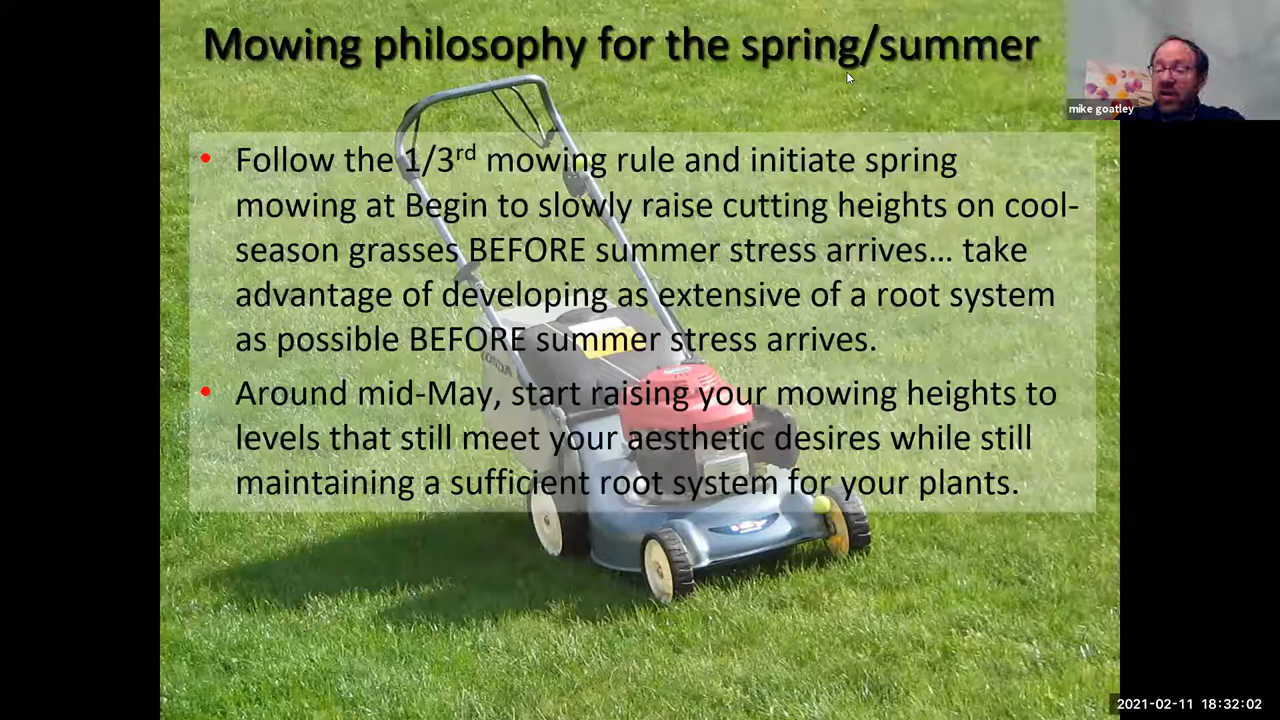 Mowing philosophy for the spring/summer
mike goatley
• Follow the 1/3rd mowing rule and initiate spring
mowing at Begin to slowly raise cutting heights on cool-
season grasses BEFORE summer stress arrives… take
advantage of developing as extensive of a root system
as possible BEFORE summer stress arrives.
• Around mid-May, start raising your mowing heights to
levels that still meet your aesthetic desires while still
maintaining a sufficient root system for your plants.
HONDA
2021-02-11 18:32:02